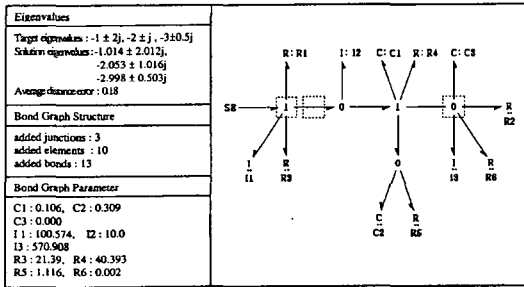 Eigenvalues
Target eigenvalues : -1 ± 2j, -2 ± j , -3±0.5j
Solution eigenvalues:-1.014 ± 2.012j,
-2.053 ± 1.016j
-2.998 ± 0.503j
Average distance error : 0.18
Bond Graph Structure
added junctions : 3
added elements : 10
added bonds : 13
Bond Graph Parameter
C1 : 0.106, C2 : 0.309
C3 : 0.000
I 1 : 100.574, I2 : 10.0
I3 : 570.908
R3 : 21.39, R4 : 40.393
R5 : 1.116, R6 : 0.002
R: R1 I: I2 C: C1 R: R4 C: C3
SE 1 0 1 0
R: R2
I: I1 R: R3 0 I: I3 R: R6
C: C2 R: R5